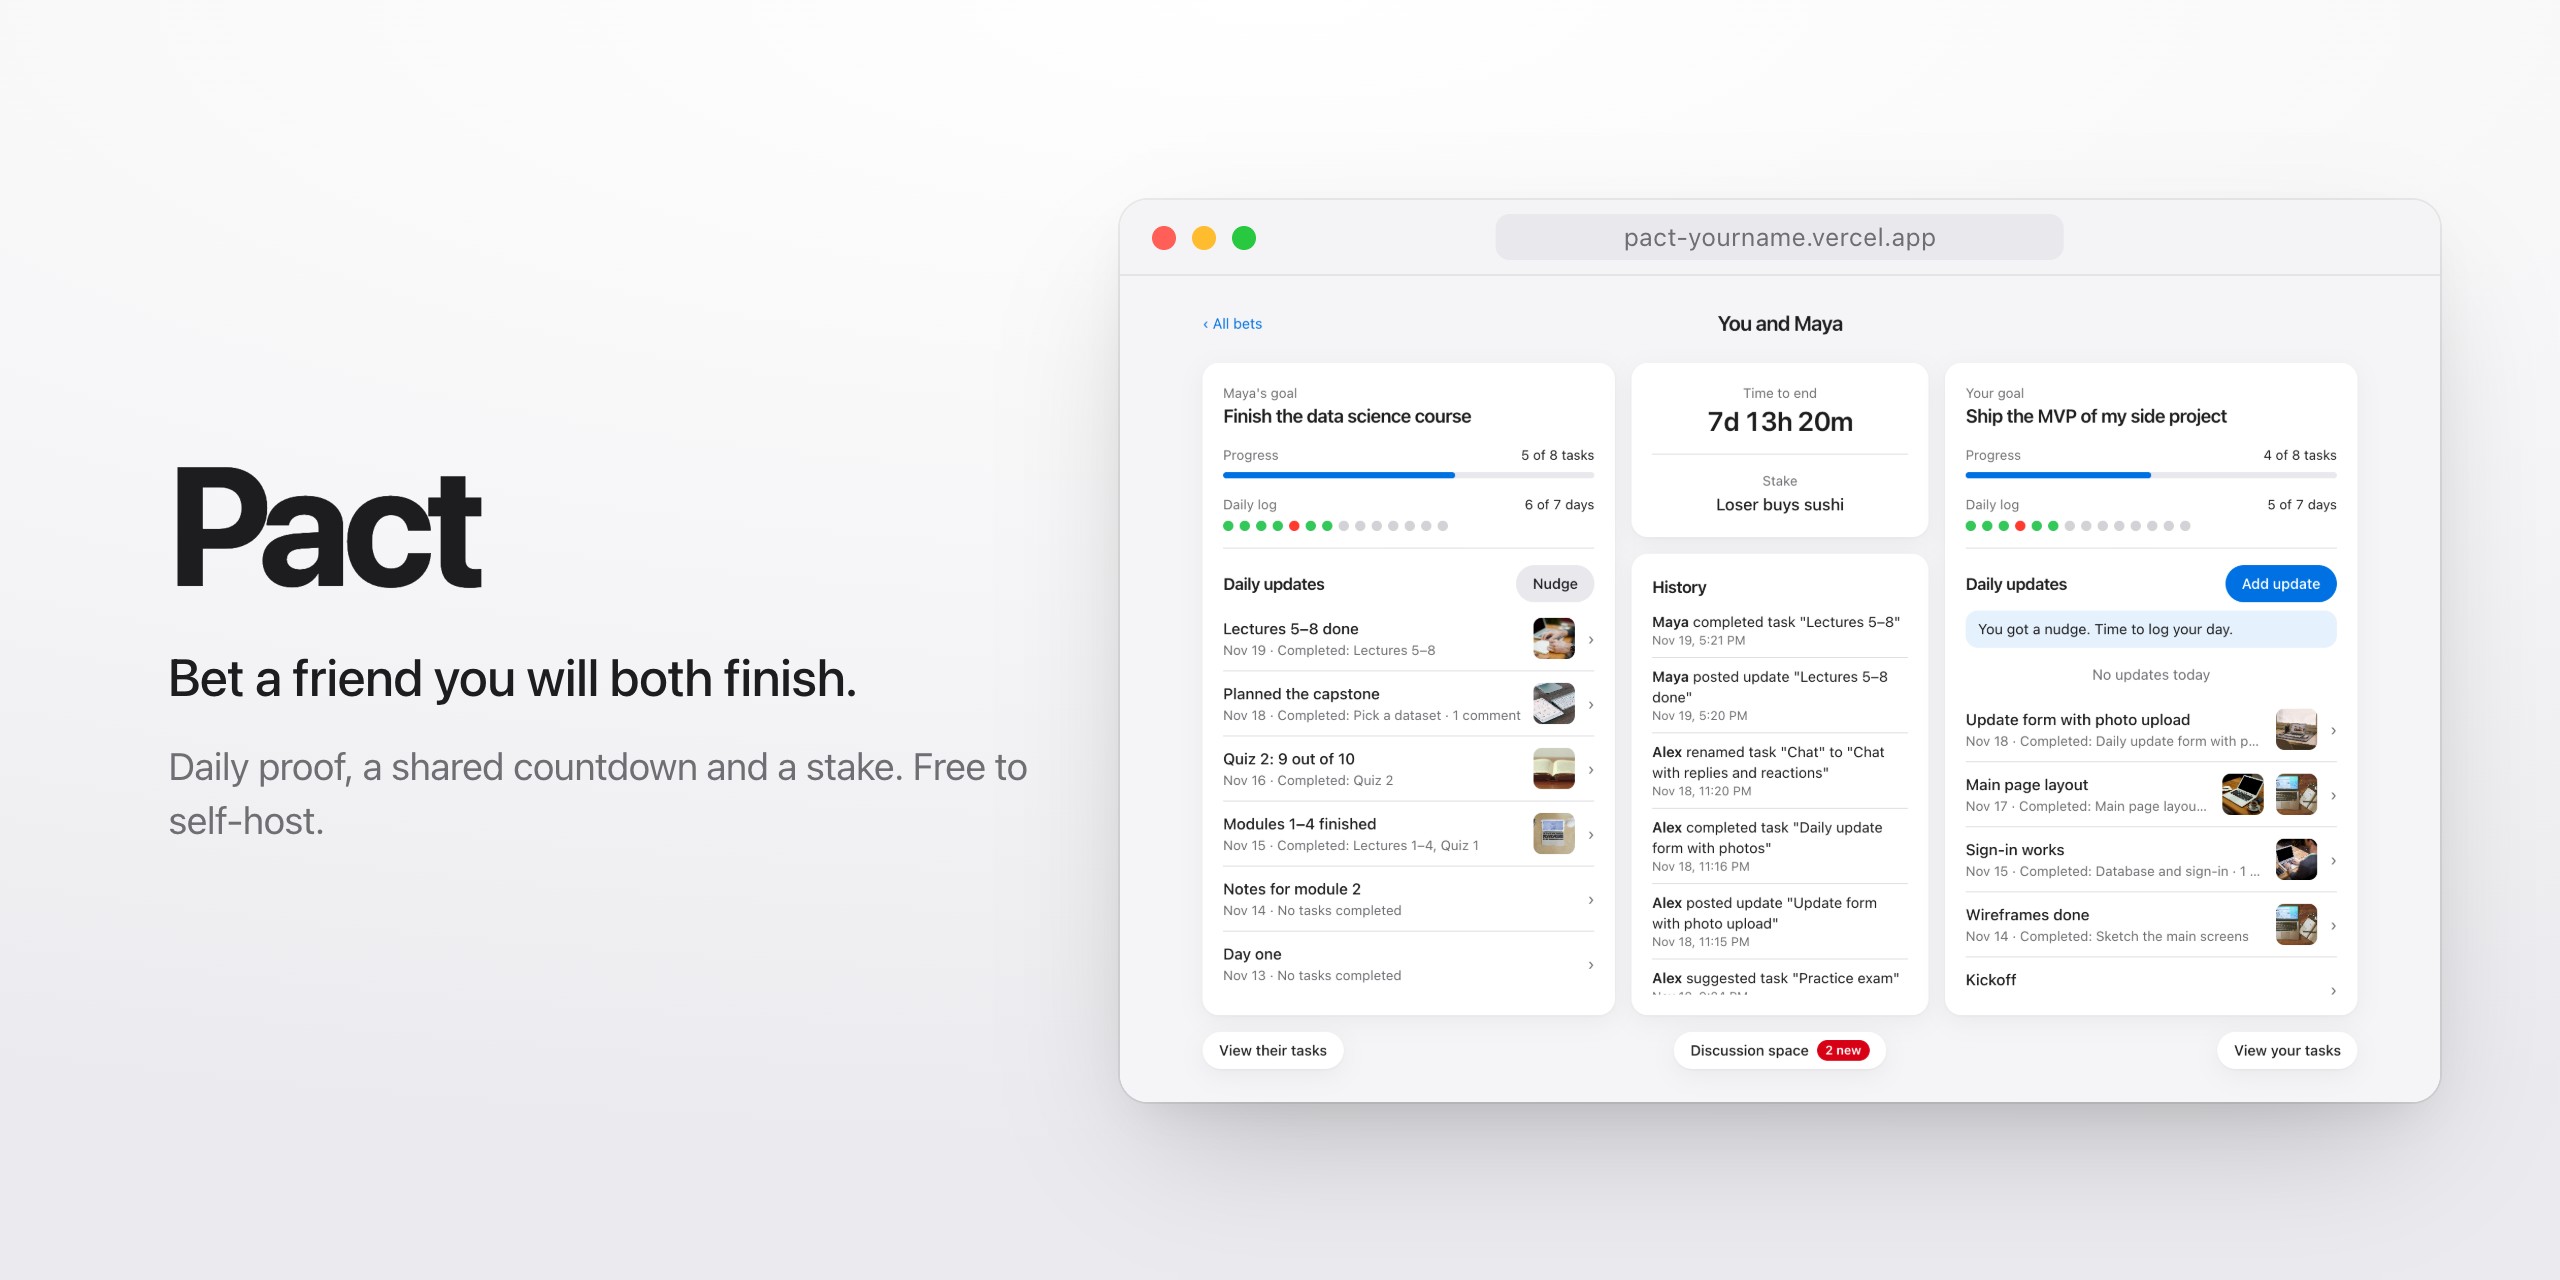 Pact
Bet a friend you will both finish.
Daily proof, a shared countdown and a stake. Free to
self-host.
pact-yourname.vercel.app
‹ All bets
You and Maya
Maya's goal
Finish the data science course
Progress
5 of 8 tasks
Daily log
6 of 7 days
Daily updates
Nudge
Lectures 5–8 done
Nov 19 · Completed: Lectures 5–8
Planned the capstone
Nov 18 · Completed: Pick a dataset · 1 comment
Quiz 2: 9 out of 10
Nov 16 · Completed: Quiz 2
Modules 1–4 finished
Nov 15 · Completed: Lectures 1–4, Quiz 1
Notes for module 2
Nov 14 · No tasks completed
Day one
Nov 13 · No tasks completed
View their tasks
Time to end
7d 13h 20m
Stake
Loser buys sushi
History
Maya completed task "Lectures 5–8"
Nov 19, 5:21 PM
Maya posted update "Lectures 5–8
done"
Nov 19, 5:20 PM
Alex renamed task "Chat" to "Chat
with replies and reactions"
Nov 18, 11:20 PM
Alex completed task "Daily update
form with photos"
Nov 18, 11:16 PM
Alex posted update "Update form
with photo upload"
Nov 18, 11:15 PM
Alex suggested task "Practice exam"
Discussion space 2 new
Your goal
Ship the MVP of my side project
Progress
4 of 8 tasks
Daily log
5 of 7 days
Daily updates
Add update
You got a nudge. Time to log your day.
No updates today
Update form with photo upload
Nov 18 · Completed: Daily update form with p...
Main page layout
Nov 17 · Completed: Main page layou...
Sign-in works
Nov 15 · Completed: Database and sign-in · 1 ...
Wireframes done
Nov 14 · Completed: Sketch the main screens
Kickoff
View your tasks